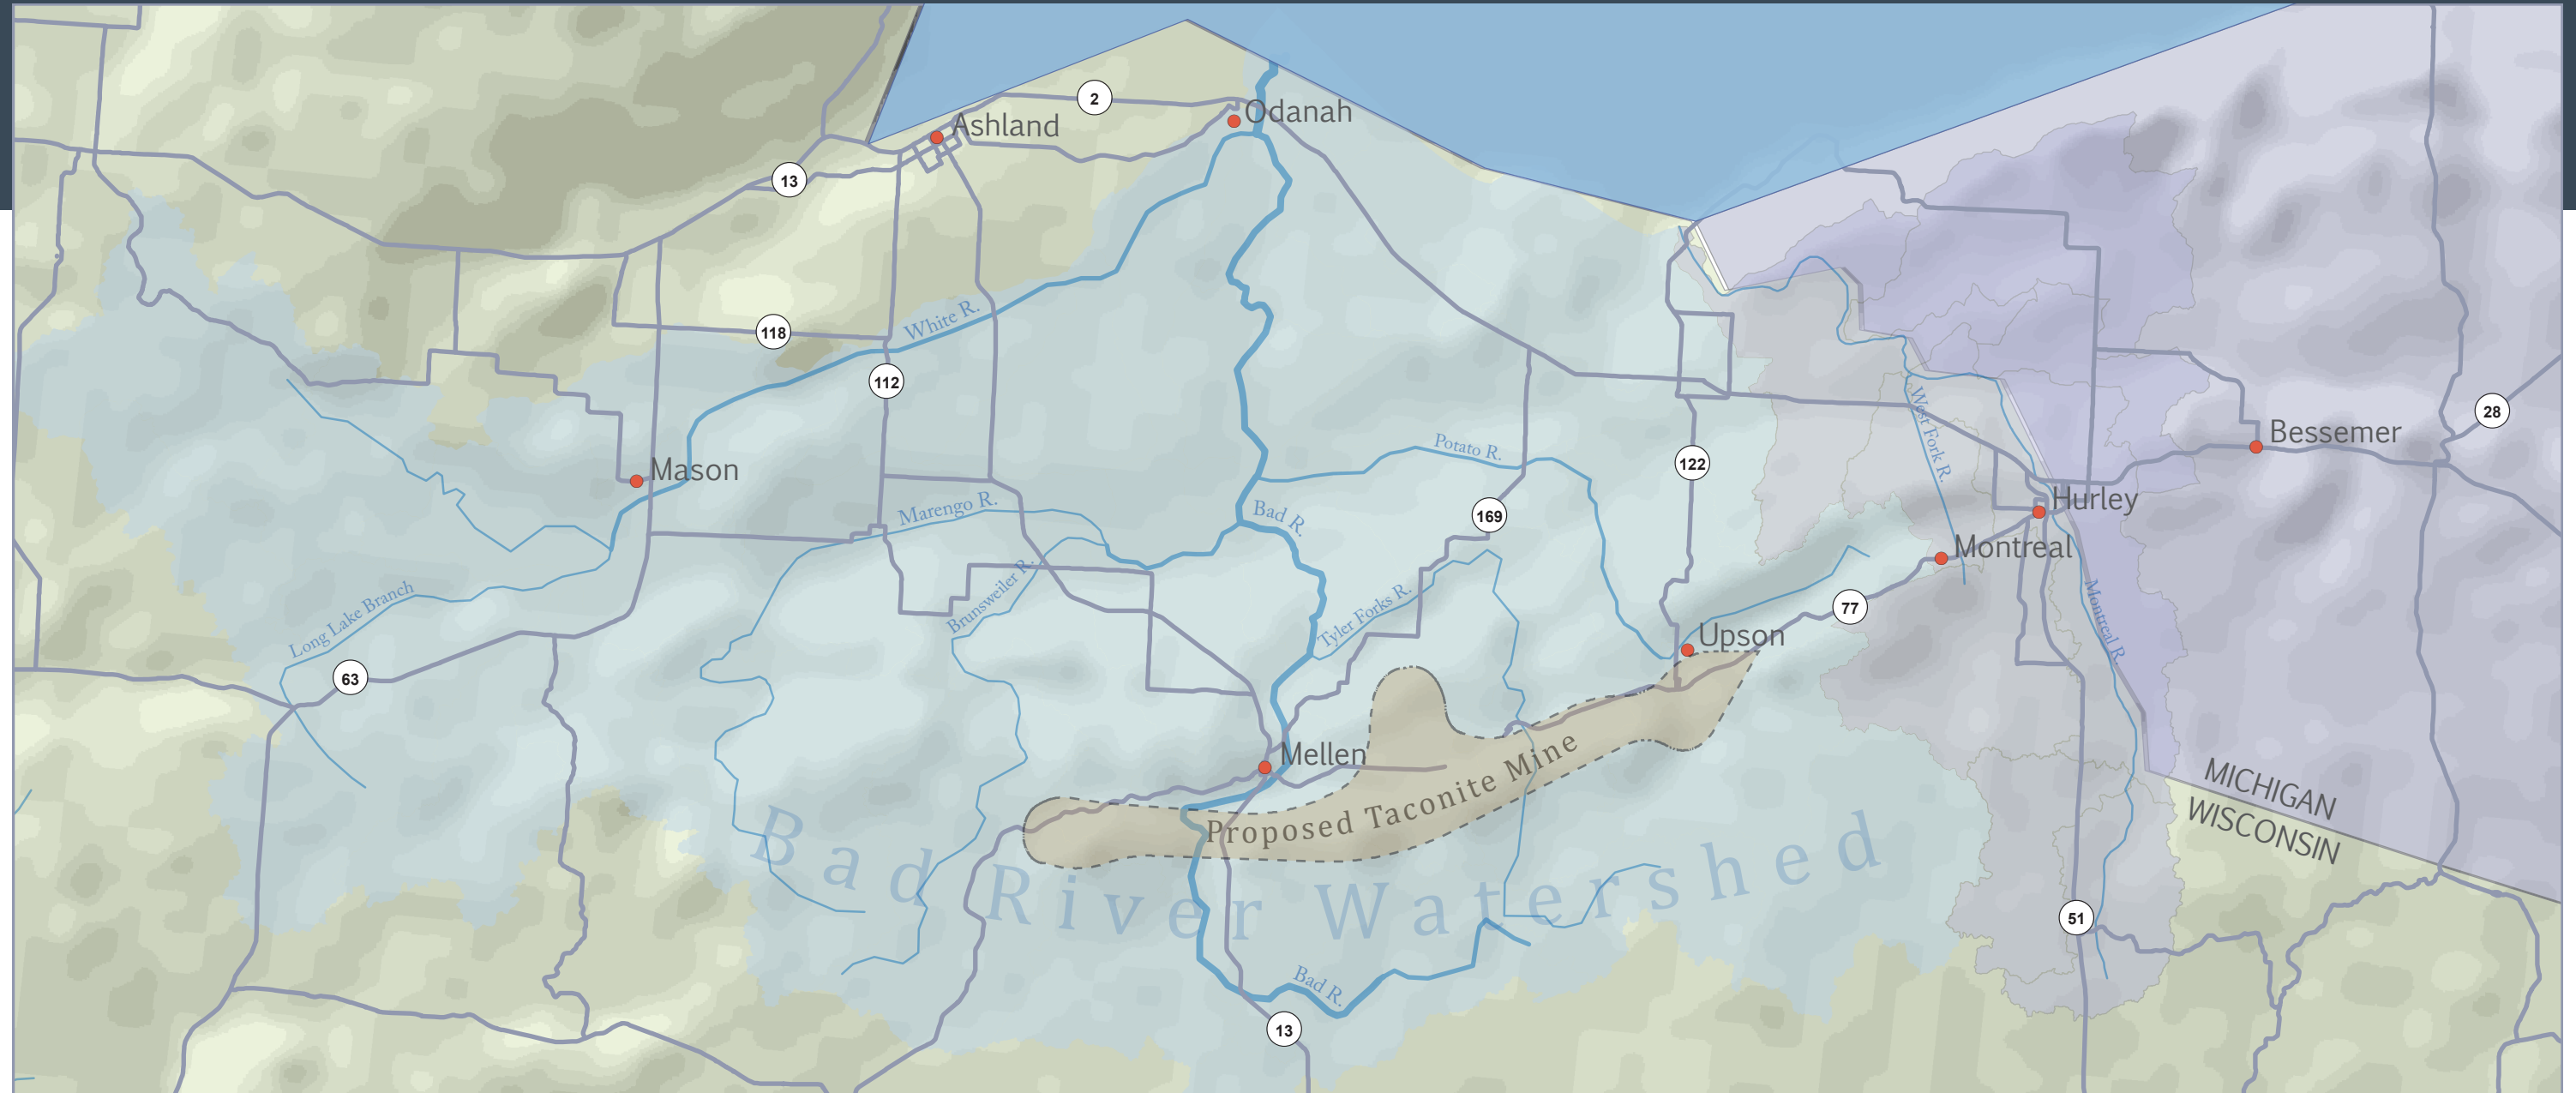 2
Odanah
Ashland
13
White R.
118
112
28
West Fork R.
Bessemer
Potato R.
Mason
122
Hurley
Marengo R.
Bad R.
169
Montreal
Brunsweiler R.
Tyler Forks R.
77
Montreal R.
Long Lake Branch
Upson
63
Mellen
Proposed Taconite Mine
MICHIGAN
WISCONSIN
Bad River Watershed
51
Bad R.
13